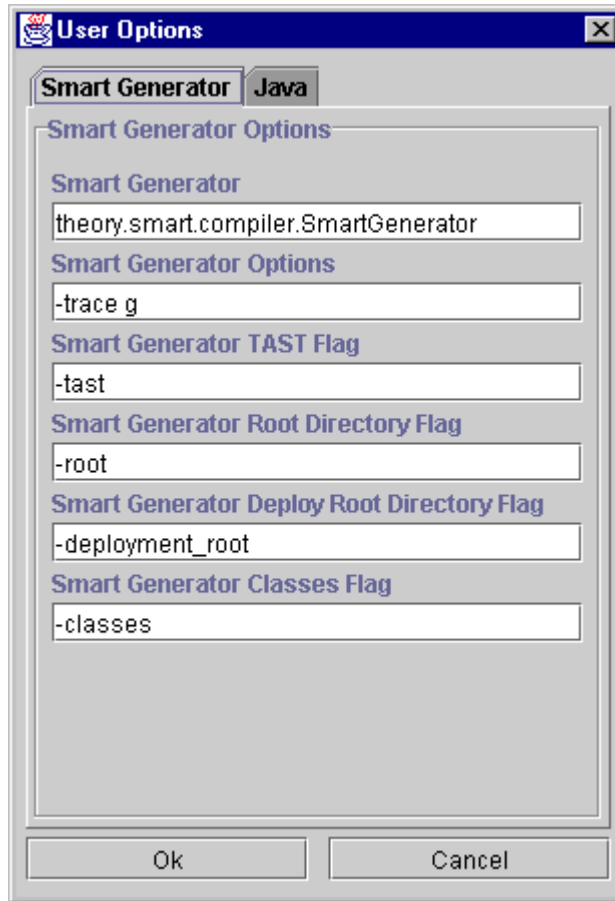 User Options
Smart Generator Java
Smart Generator Options
Smart Generator
theory.smart.compiler.SmartGenerator
Smart Generator Options
-trace g
Smart Generator TAST Flag
-tast
Smart Generator Root Directory Flag
-root
Smart Generator Deploy Root Directory Flag
-deployment_root
Smart Generator Classes Flag
-classes
Ok Cancel